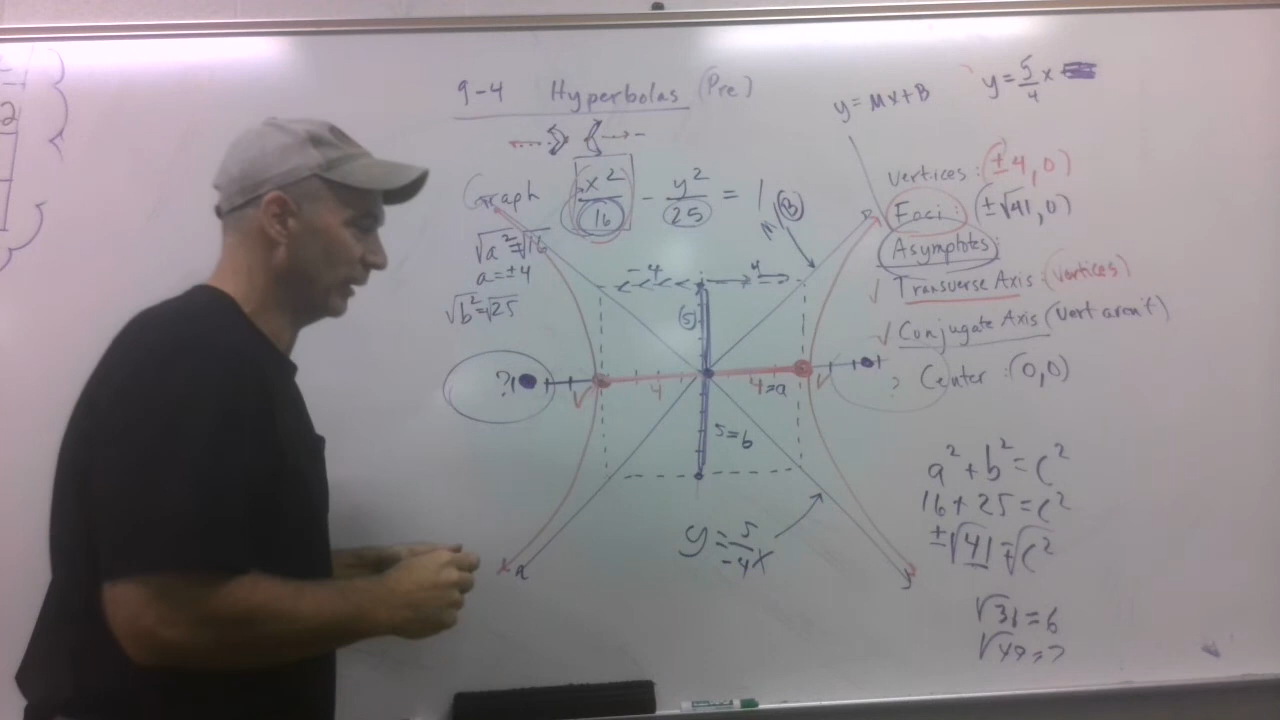 9-4 Hyperbolas (Pre)
y = Mx+B
y = 5/4 x
Graph x²/16 - y²/25 = 1
M B
√a² = √16
a = ±4
√b² = √25
-4
4
(5)
?
4
4=a
5=b
y = 5/-4 x
vertices : (±4, 0)
Foci : (±√41, 0)
Asymptotes:
√ Transverse Axis : (vertices)
√ Conjugate Axis (vert aren't)
? Center : (0,0)
a² + b² = c²
16 + 25 = c²
±√41 = √c²
√36 = 6
√49 = 7
2